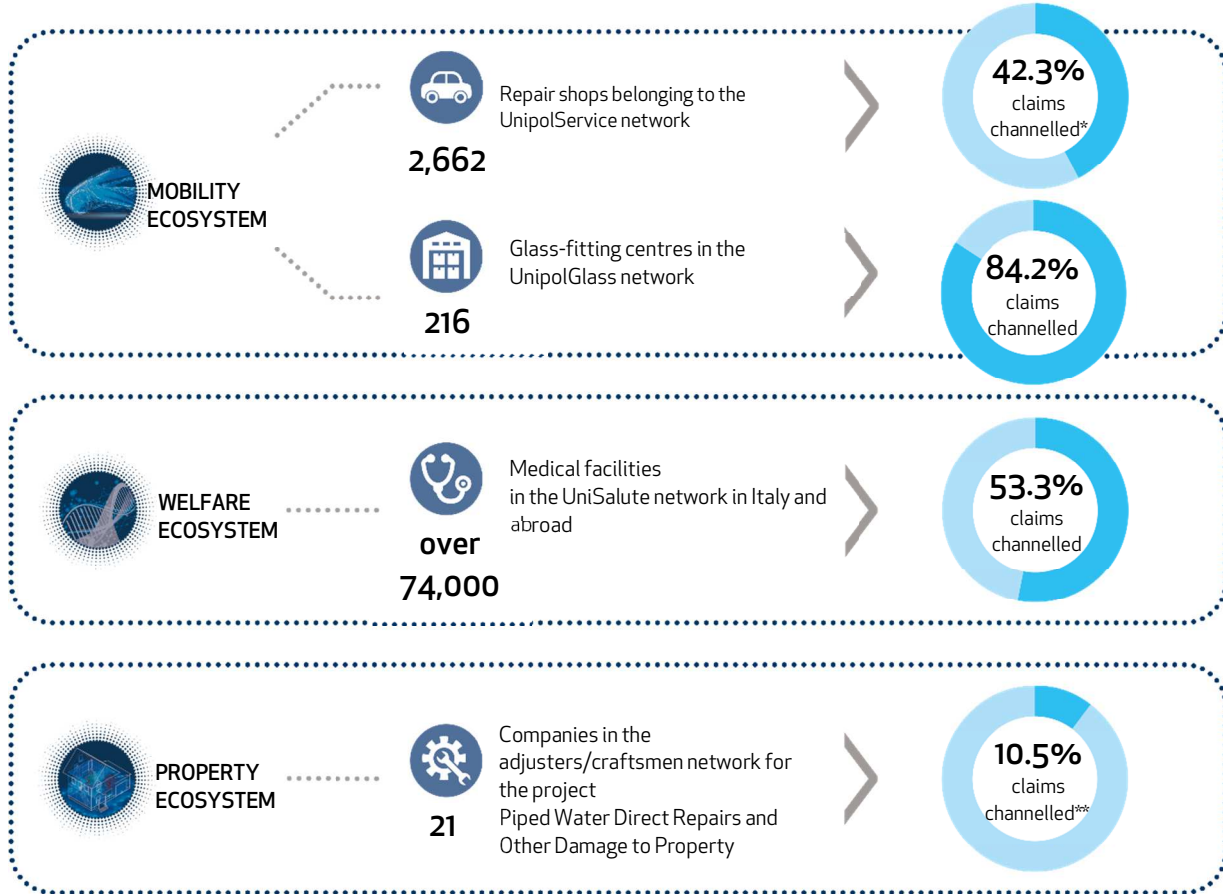 MOBILITY
ECOSYSTEM
Repair shops belonging to the
UnipolService network
2,662
42.3%
claims
channelled*
Glass-fitting centres in the
UnipolGlass network
216
84.2%
claims
channelled
WELFARE
ECOSYSTEM
Medical facilities
in the UniSalute network in Italy and
abroad
over
74,000
53.3%
claims
channelled
PROPERTY
ECOSYSTEM
Companies in the
adjusters/craftsmen network for
the project
Piped Water Direct Repairs and
Other Damage to Property
21
10.5%
claims
channelled**